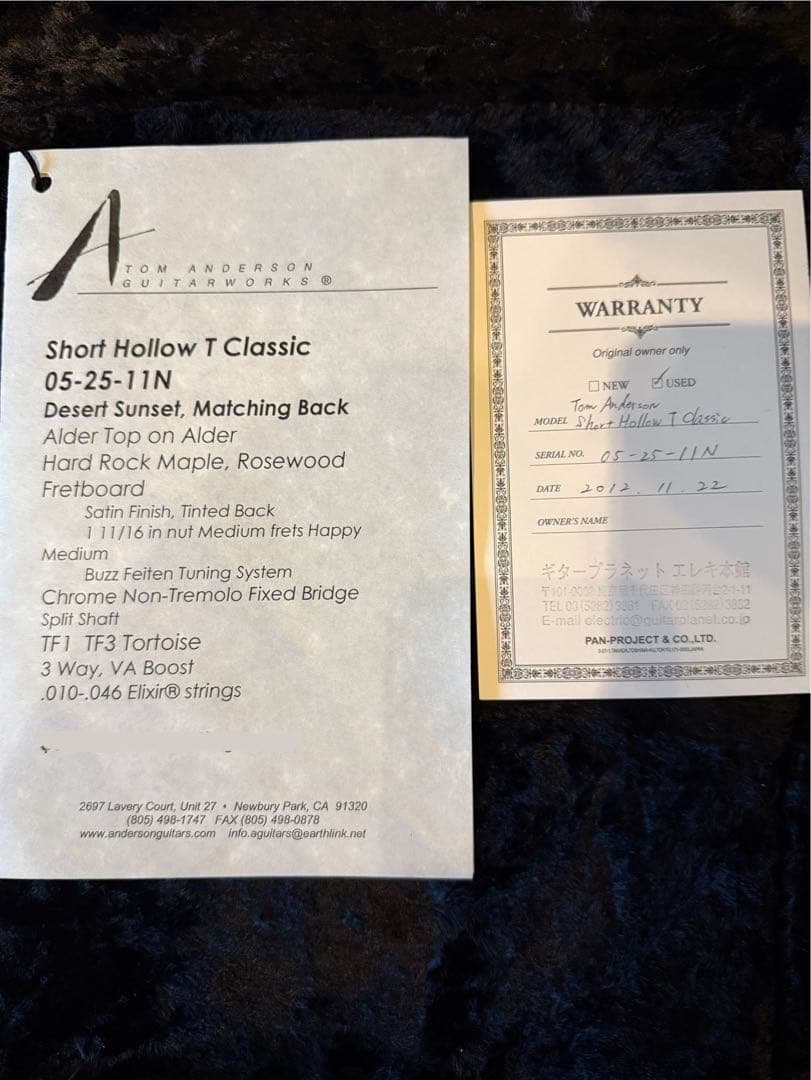 TOM ANDERSON
GUITARWORKS ®
Short Hollow T Classic
05-25-11N
Desert Sunset, Matching Back
Alder Top on Alder
Hard Rock Maple, Rosewood
Fretboard
Satin Finish, Tinted Back
1 11/16 in nut Medium frets Happy
Medium
Buzz Feiten Tuning System
Chrome Non-Tremolo Fixed Bridge
Split Shaft
TF1 TF3 Tortoise
3 Way, VA Boost
.010-.046 Elixir® strings
2697 Lavery Court, Unit 27 • Newbury Park, CA 91320
(805) 498-1747 FAX (805) 498-0878
www.andersonguitars.com info.aguitars@earthlink.net
WARRANTY
Original owner only
NEW USED
Tom Anderson
MODEL Short Hollow T Classic
SERIAL NO. 05-25-11N
DATE 2012. 11. 22
OWNER'S NAME
ギタープラネット エレキ本館
E-mail electric@guitarplanet.co.jp
PAN-PROJECT & CO.,LTD.